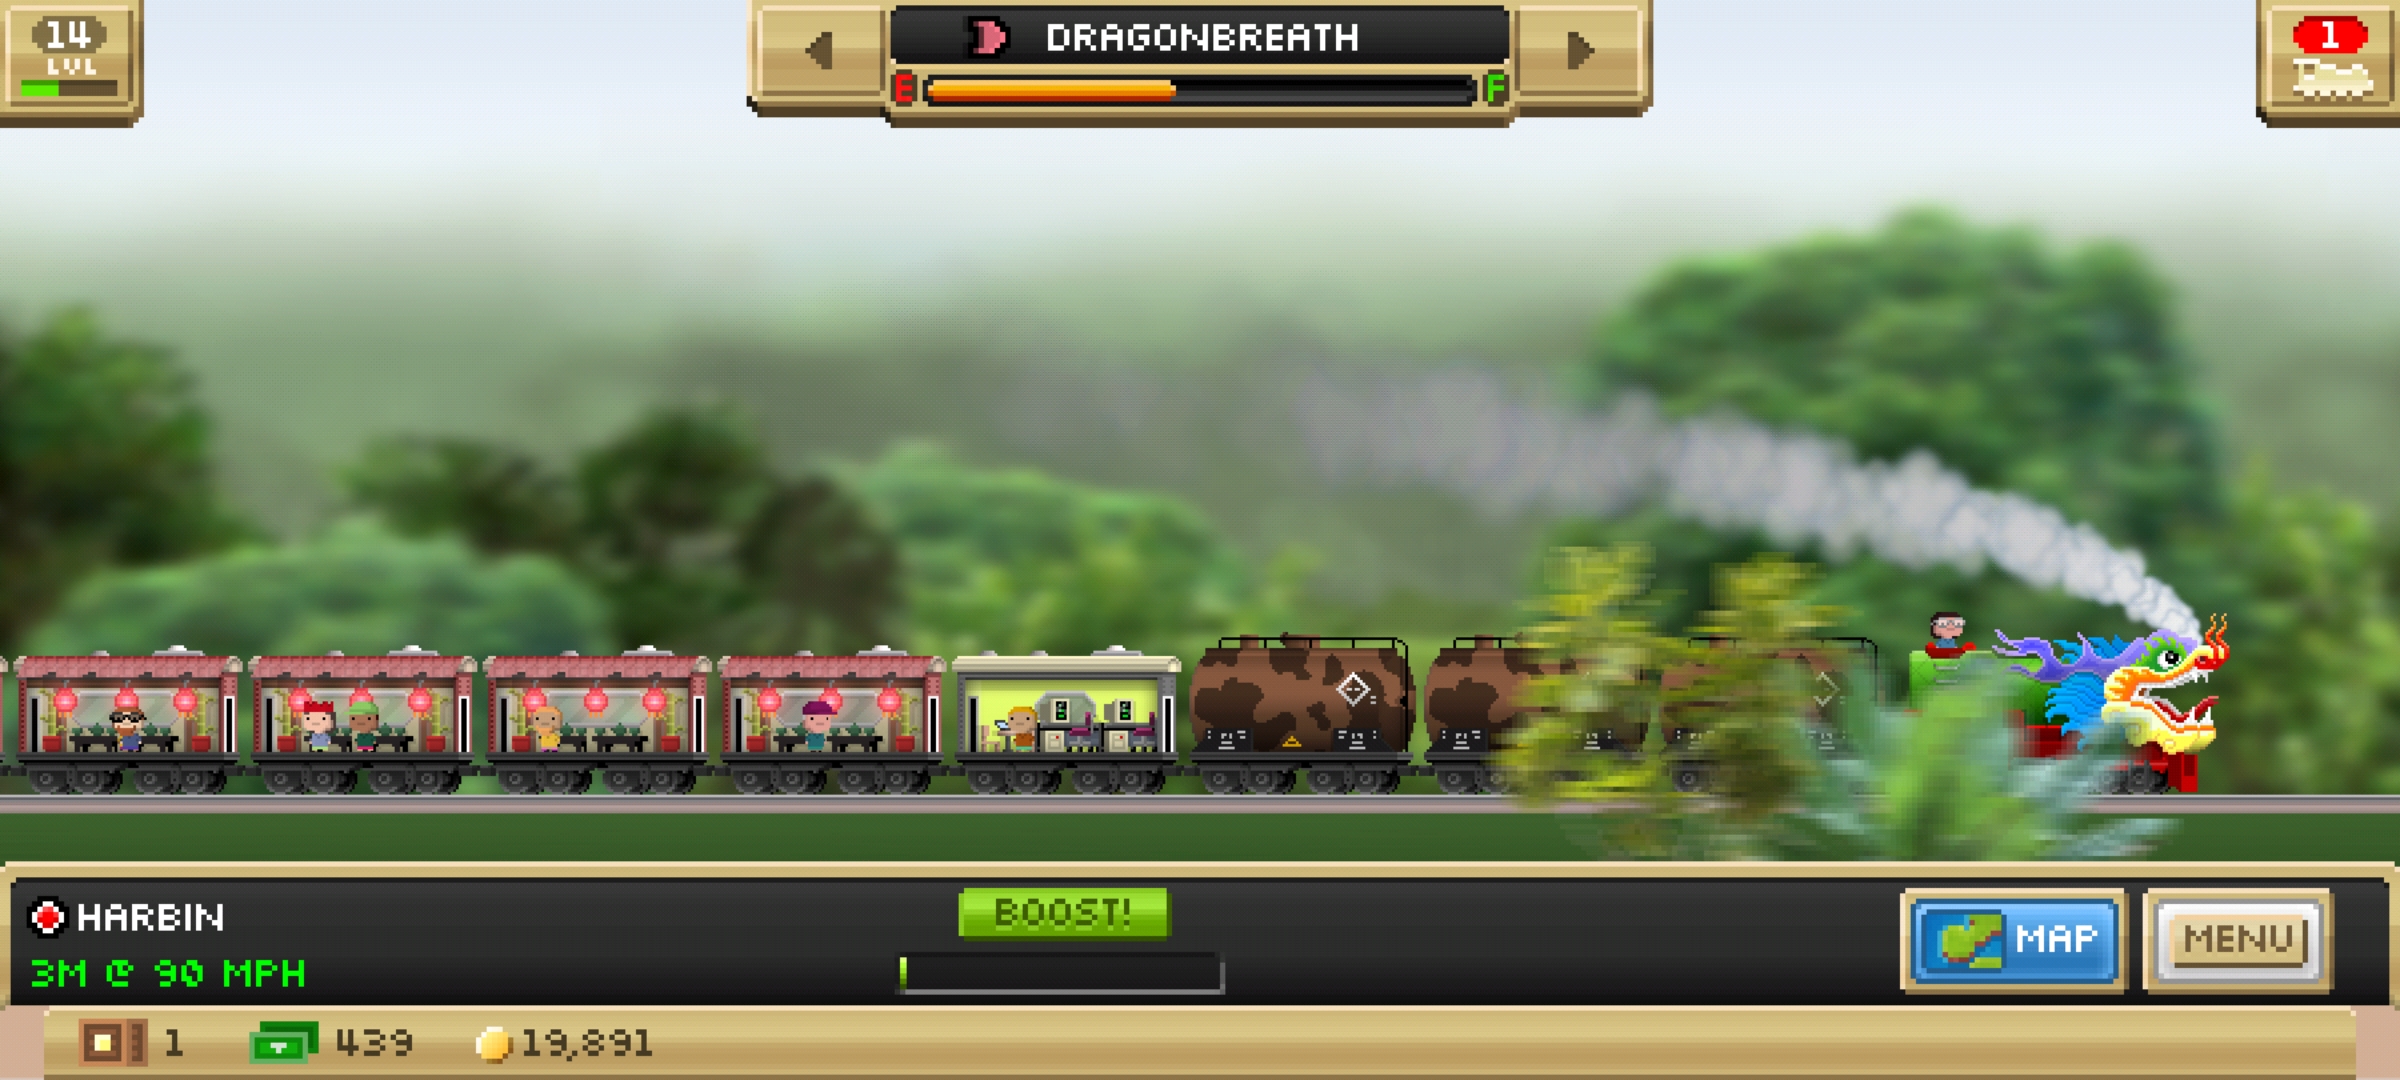 14
LVL
DRAGONBREATH
E F
1
HARBIN
3M @ 90 MPH
BOOST!
MAP
MENU
1 439 19,891